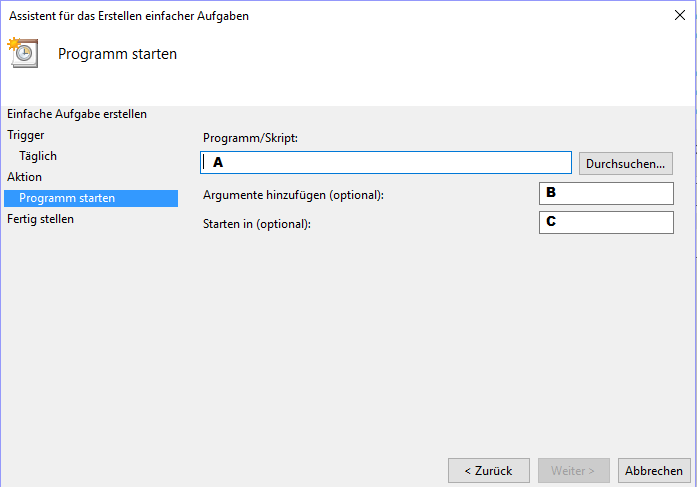 Assistent für das Erstellen einfacher Aufgaben
Programm starten
Einfache Aufgabe erstellen
Trigger
Täglich
Aktion
Programm starten
Fertig stellen
Programm/Skript:
A
Durchsuchen...
Argumente hinzufügen (optional):
B
Starten in (optional):
C
< Zurück
Weiter >
Abbrechen